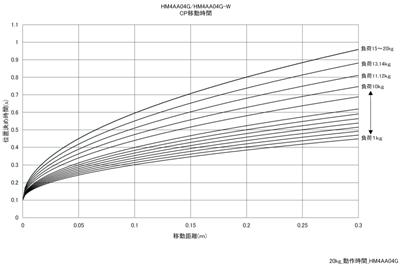 HM4AA04G/HM4AA04G-W
CP移動時間
1.1
1
0.9
0.8
0.7
0.6
0.5
0.4
0.3
0.2
0.1
0
位置決め時間(s)
負荷15～20kg
負荷13,14kg
負荷11,12kg
負荷10kg
負荷1kg
0
0.05
0.1
0.15
0.2
0.25
0.3
移動距離(m)
20kg_動作時間_HM4AA04G